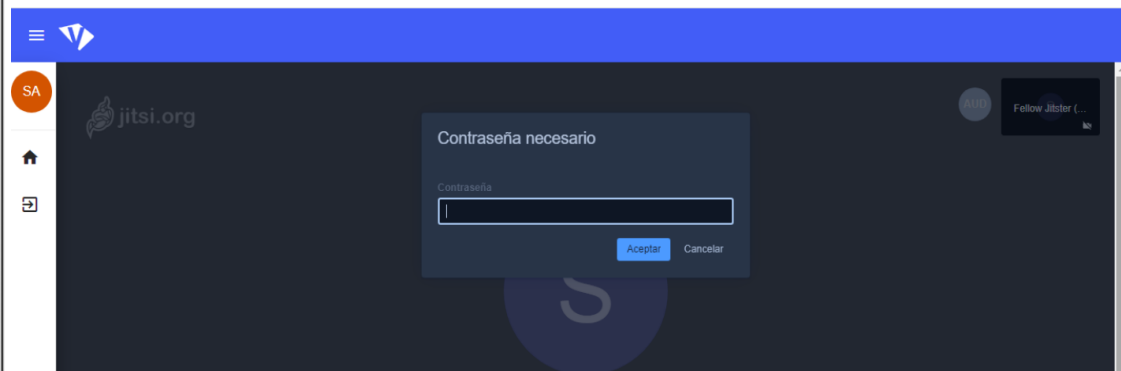 SA
jitsi.org
AUD
Fellow Jitster (...
Contraseña necesario
Contraseña
Aceptar
Cancelar
S